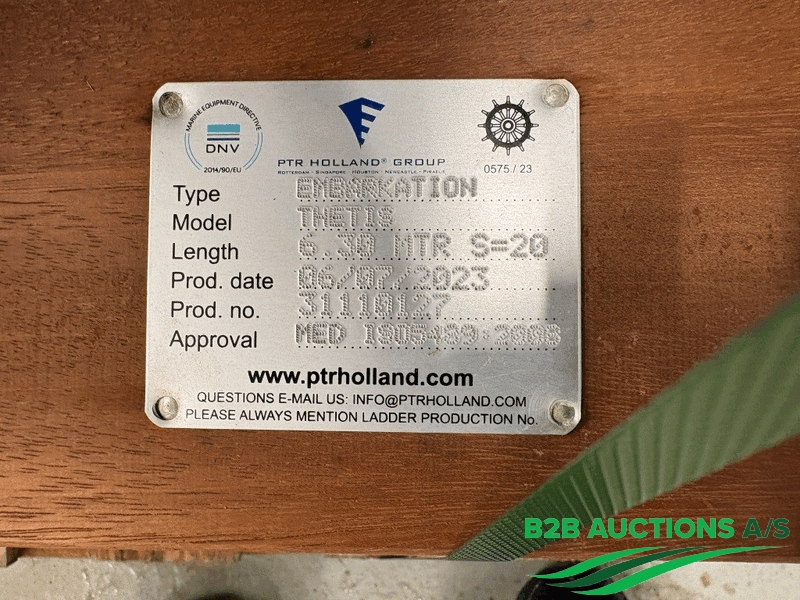 MARINE EQUIPMENT DIRECTIVE
DNV
2014/90/EU
PTR HOLLAND® GROUP
ROTTERDAM - SINGAPORE - HOUSTON - NEWCASTLE - PIRAEUS
0575 / 23
Type EMBARKATION
Model THETIS
Length 6.30 MTR S=20
Prod. date 06/07/2023
Prod. no. 31110127
Approval MED ISO5489:2008
www.ptrholland.com
QUESTIONS E-MAIL US: INFO@PTRHOLLAND.COM
PLEASE ALWAYS MENTION LADDER PRODUCTION No.
B2B AUCTIONS A/S